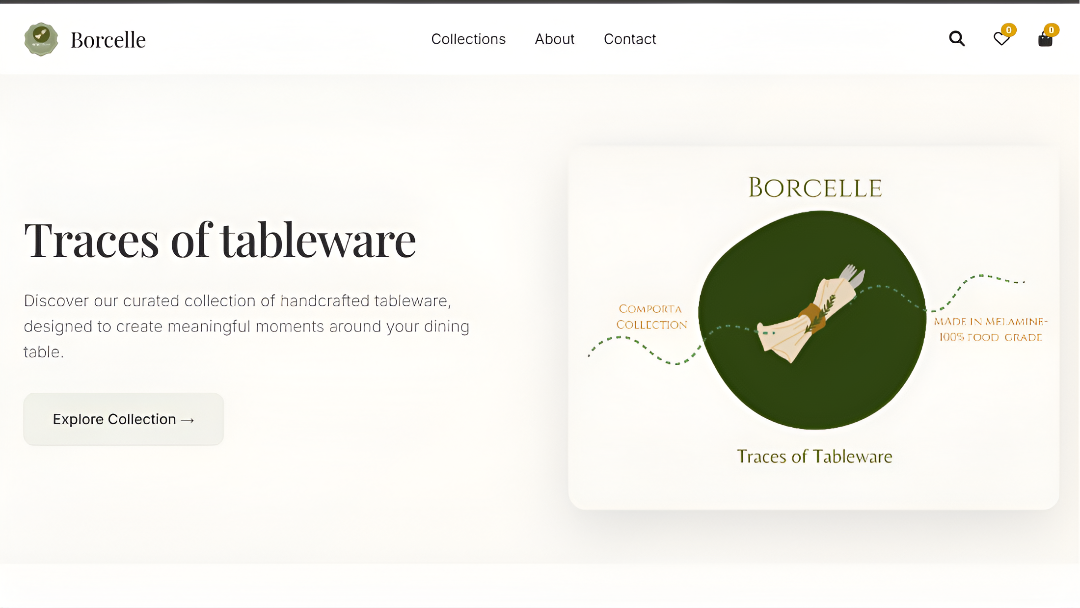 Borcelle
Collections
About
Contact
0
0
Traces of tableware
Discover our curated collection of handcrafted tableware,
designed to create meaningful moments around your dining
table.
Explore Collection →
BORCELLE
COMPORTA
COLLECTION
MADE IN MELAMINE-
100% FOOD GRADE
Traces of Tableware